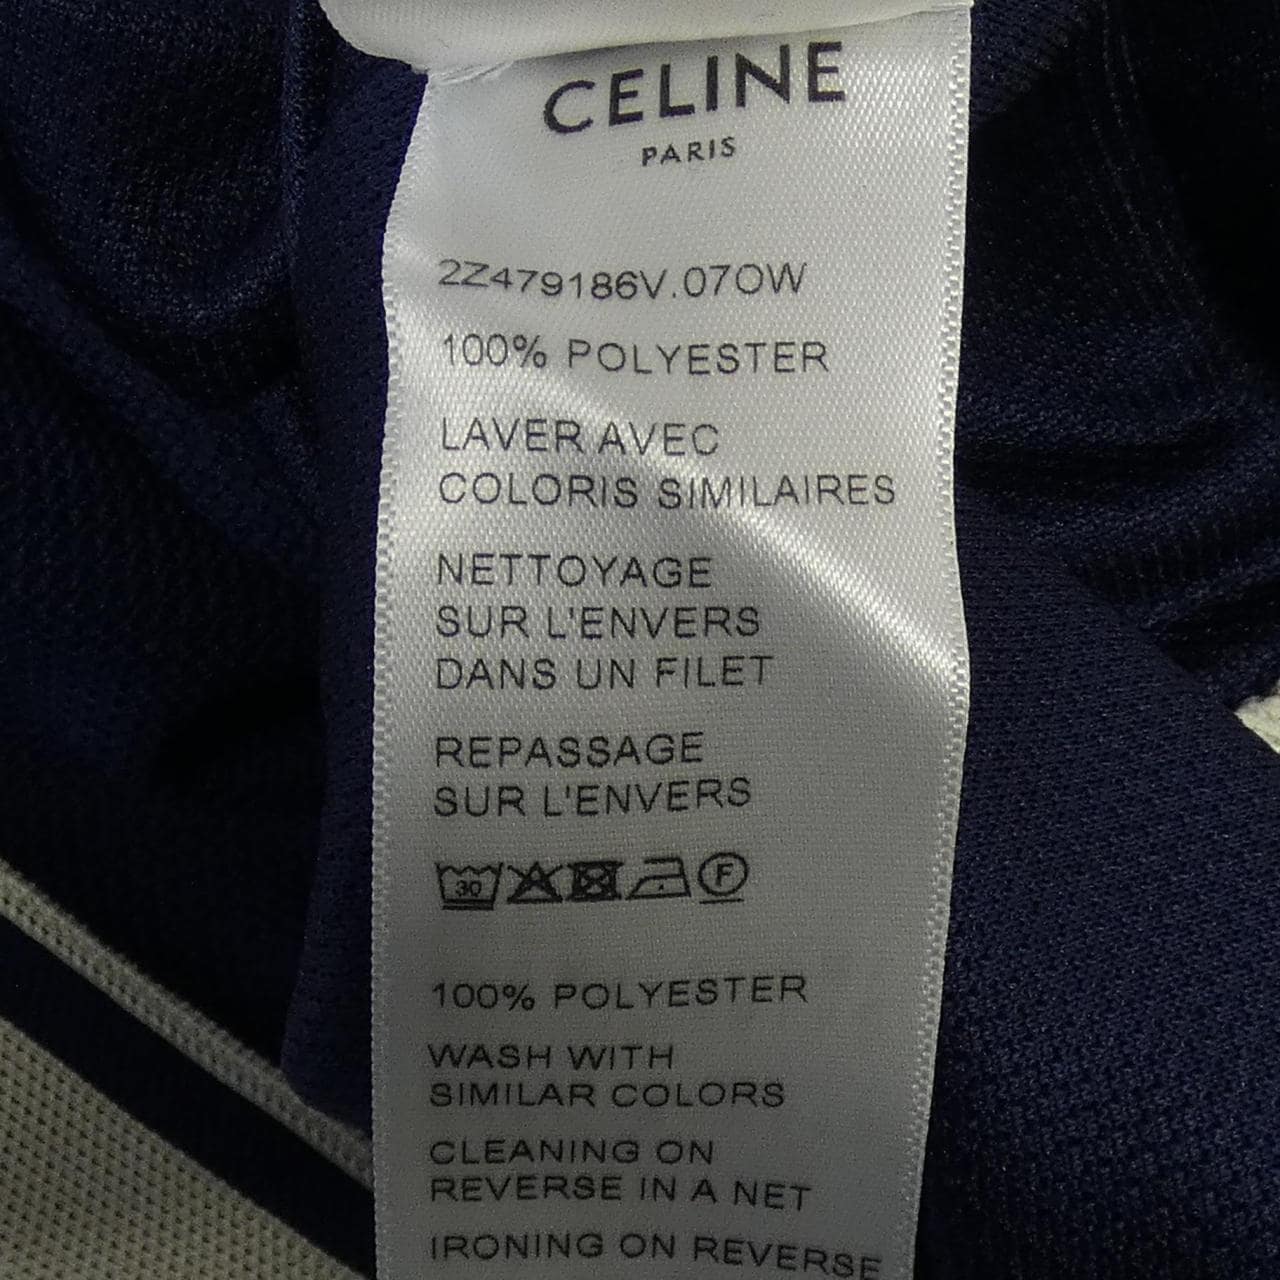 CELINE
PARIS
2Z479186V.07OW
100% POLYESTER
LAVER AVEC
COLORIS SIMILAIRES
NETTOYAGE
SUR L'ENVERS
DANS UN FILET
REPASSAGE
SUR L'ENVERS
30 F
100% POLYESTER
WASH WITH
SIMILAR COLORS
CLEANING ON
REVERSE IN A NET
IRONING ON REVERSE